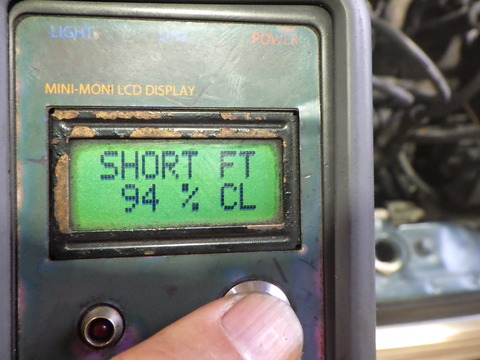 LIGHT
POWER
MINI-MONI LCD DISPLAY
SHORT FT
94 % CL